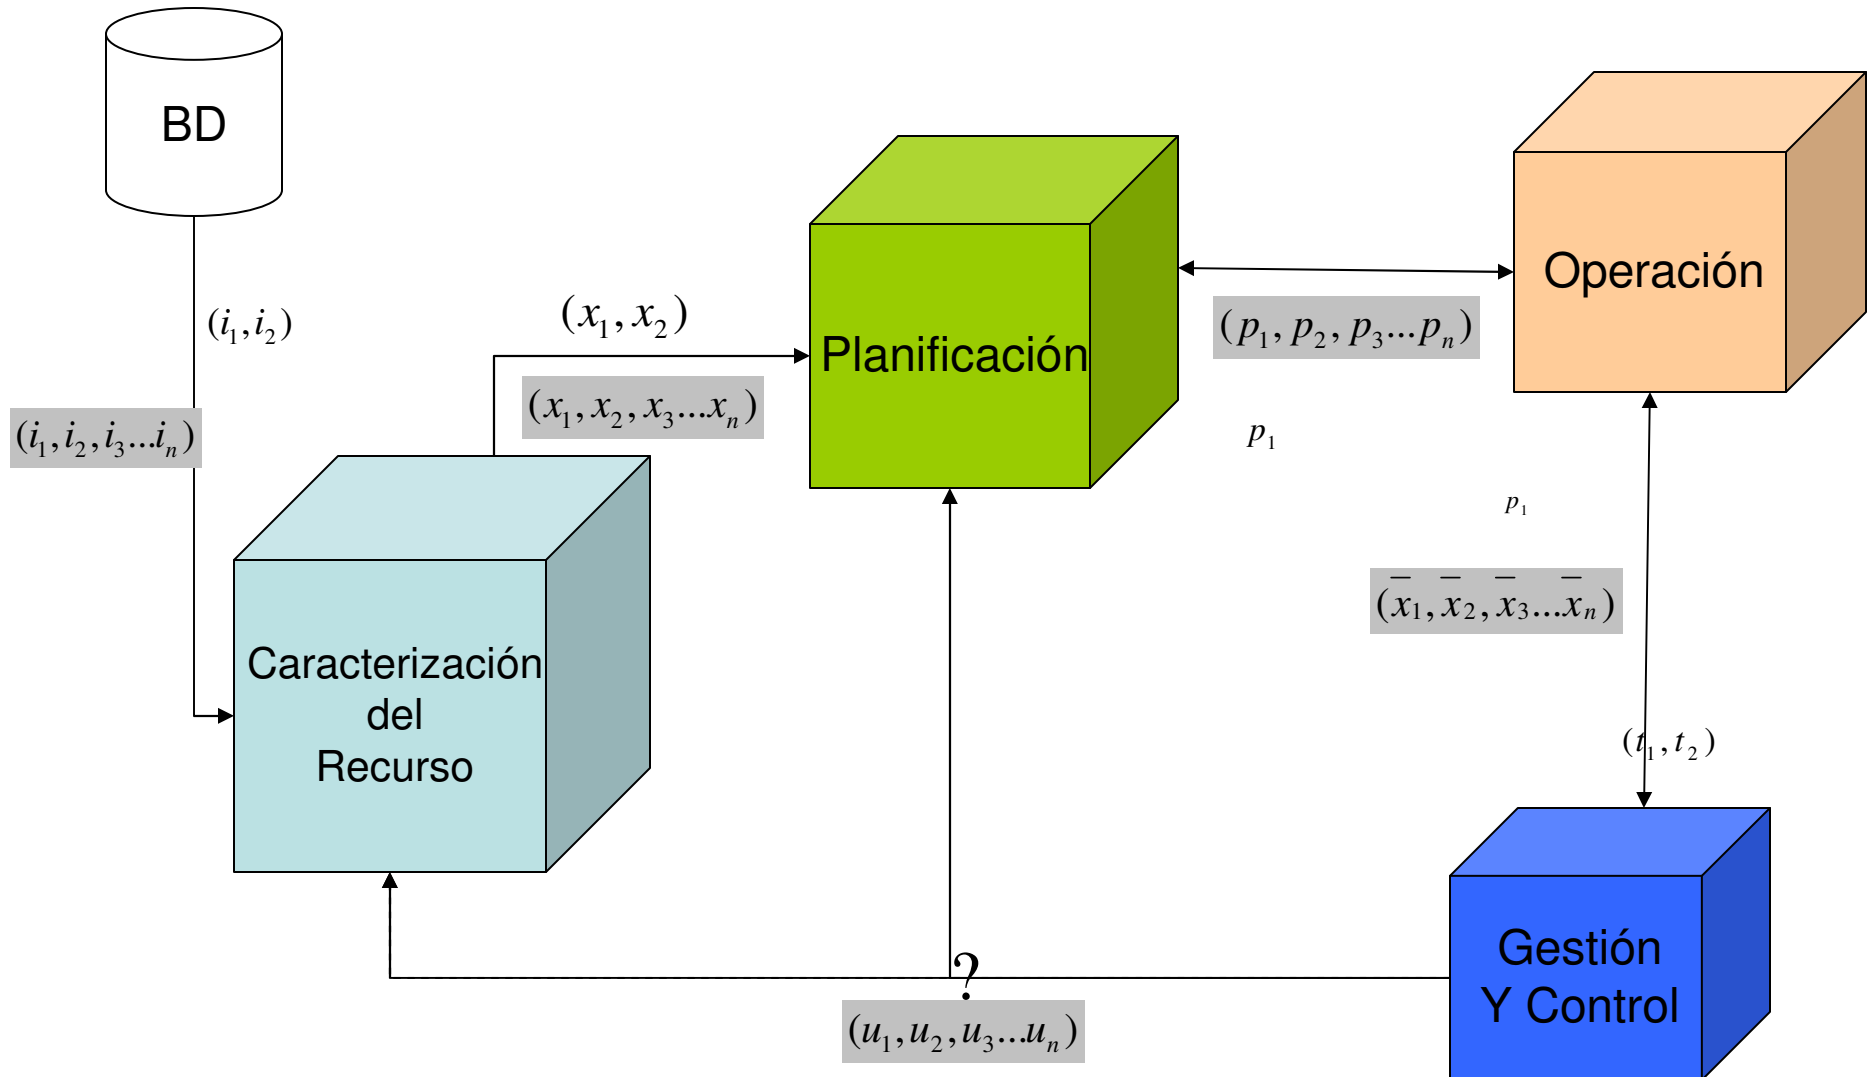 BD
(i₁, i₂)
(i₁, i₂, i₃...iₙ)
(x₁, x₂)
(x₁, x₂, x₃...xₙ)
Planificación
Operación
(p₁, p₂, p₃...pₙ)
p₁
p₁
(x̅₁, x̅₂, x̅₃...x̅ₙ)
Caracterización
del
Recurso
(t₁, t₂)
Gestión
Y Control
?
(u₁, u₂, u₃...uₙ)